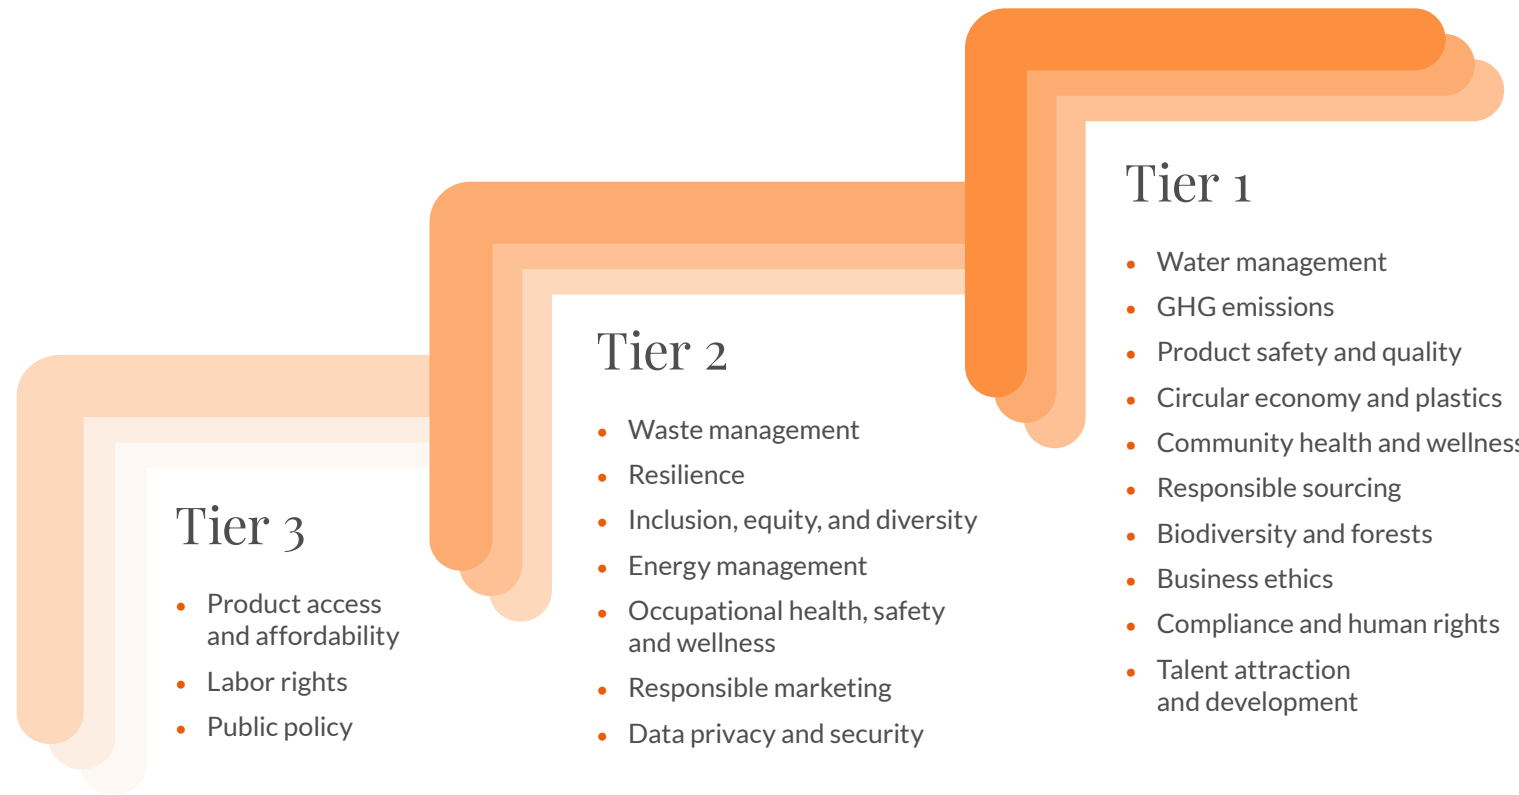 Tier 1
• Water management
• GHG emissions
• Product safety and quality
• Circular economy and plastics
• Community health and wellness
• Responsible sourcing
• Biodiversity and forests
• Business ethics
• Compliance and human rights
• Talent attraction
and development
Tier 2
• Waste management
• Resilience
• Inclusion, equity, and diversity
• Energy management
• Occupational health, safety
and wellness
• Responsible marketing
• Data privacy and security
Tier 3
• Product access
and affordability
• Labor rights
• Public policy